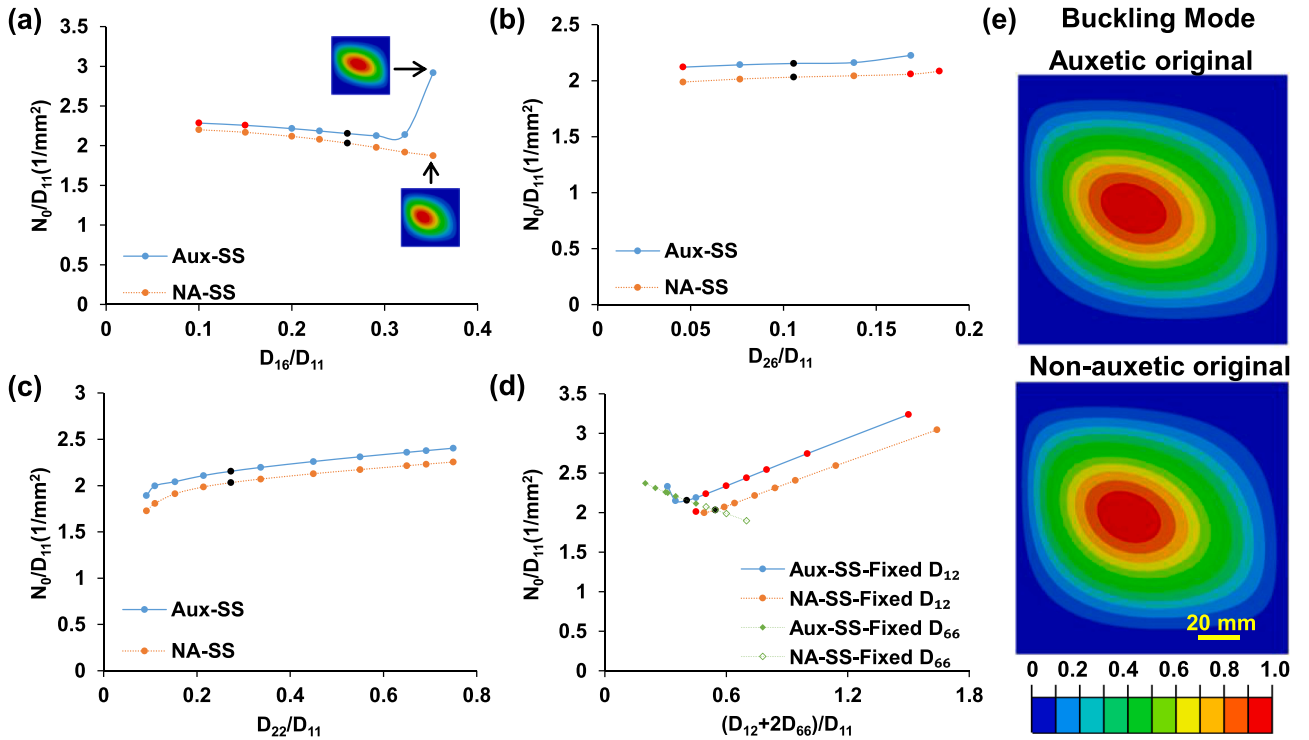 (a)
3.5
3
2.5
2
1.5
1
0.5
0
N₀/D₁₁(1/mm²)
Aux-SS
NA-SS
0 0.1 0.2 0.3 0.4
D₁₆/D₁₁
(b)
2.5
2
1.5
1
0.5
0
N₀/D₁₁(1/mm²)
Aux-SS
NA-SS
0 0.05 0.1 0.15 0.2
D₂₆/D₁₁
(c)
3
2.5
2
1.5
1
0.5
0
N₀/D₁₁(1/mm²)
Aux-SS
NA-SS
0 0.2 0.4 0.6 0.8
D₂₂/D₁₁
(d)
3.5
3
2.5
2
1.5
1
0.5
0
N₀/D₁₁(1/mm²)
Aux-SS-Fixed D₁₂
NA-SS-Fixed D₁₂
Aux-SS-Fixed D₆₆
NA-SS-Fixed D₆₆
0 0.6 1.2 1.8
(D₁₂+2D₆₆)/D₁₁
(e)
Buckling Mode
Auxetic original
Non-auxetic original
20 mm
0 0.2 0.4 0.6 0.8 1.0